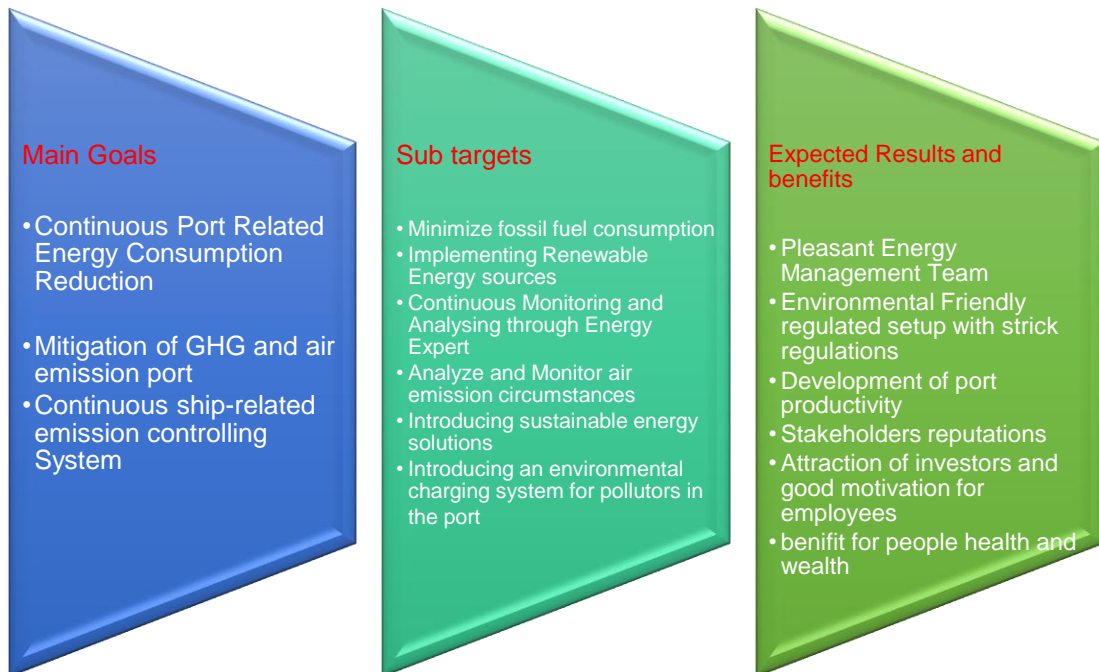 Main Goals
•Continuous Port Related
Energy Consumption
Reduction
•Mitigation of GHG and air
emission port
•Continuous ship-related
emission controlling
System
Sub targets
•Minimize fossil fuel consumption
•Implementing Renewable
Energy sources
•Continuous Monitoring and
Analysing through Energy
Expert
•Analyze and Monitor air
emission circumstances
•Introducing sustainable energy
solutions
•Introducing an environmental
charging system for pollutors in
the port
Expected Results and
benefits
•Pleasant Energy
Management Team
•Environmental Friendly
regulated setup with strick
regulations
•Development of port
productivity
•Stakeholders reputations
•Attraction of investors and
good motivation for
employees
•benifit for people health and
wealth